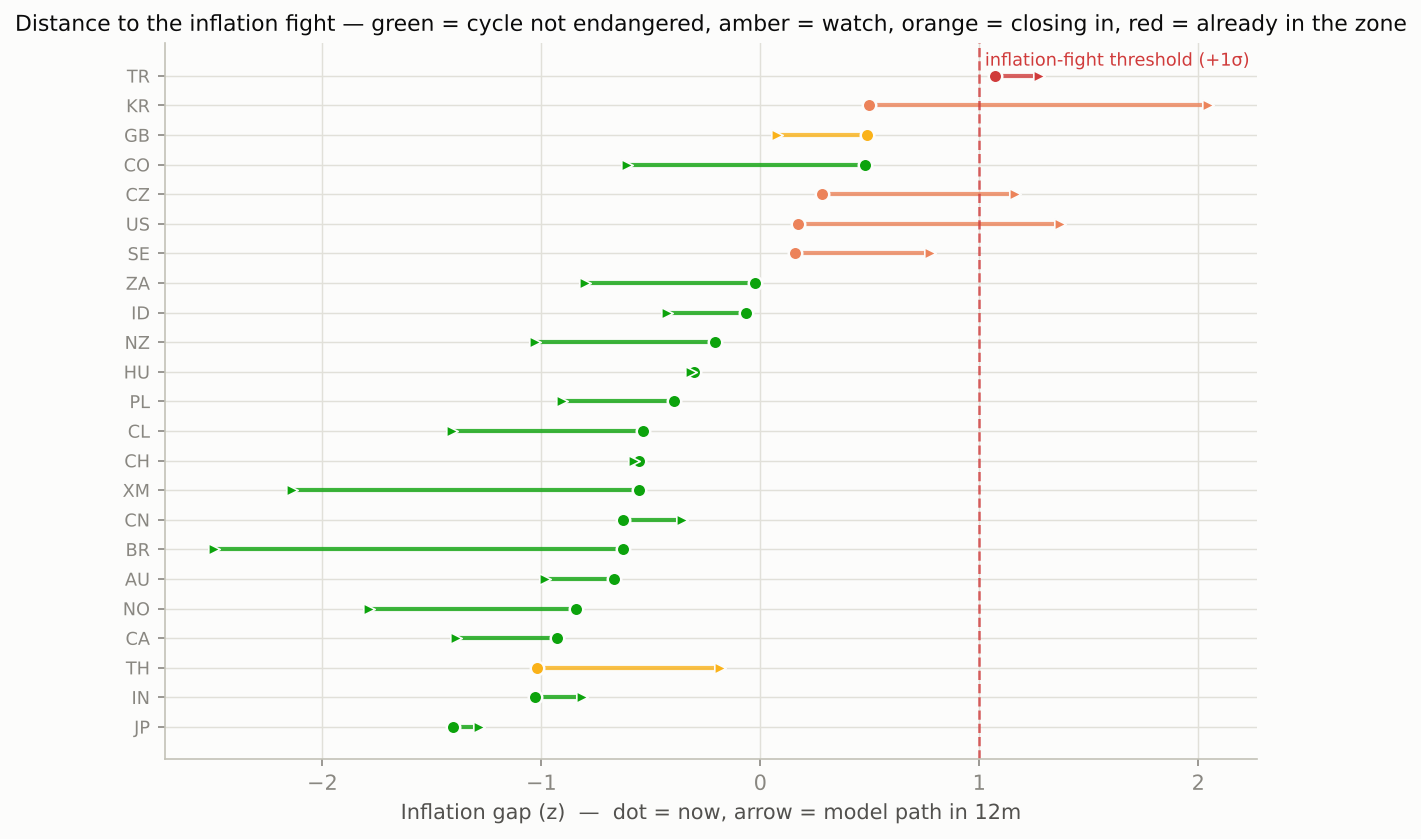 Distance to the inflation fight — green = cycle not endangered, amber = watch, orange = closing in, red = already in the zone
inflation-fight threshold (+1σ)
TR
KR
GB
CO
CZ
US
SE
ZA
ID
NZ
HU
PL
CL
CH
XM
CN
BR
AU
NO
CA
TH
IN
JP
−2 −1 0 1 2
Inflation gap (z) — dot = now, arrow = model path in 12m